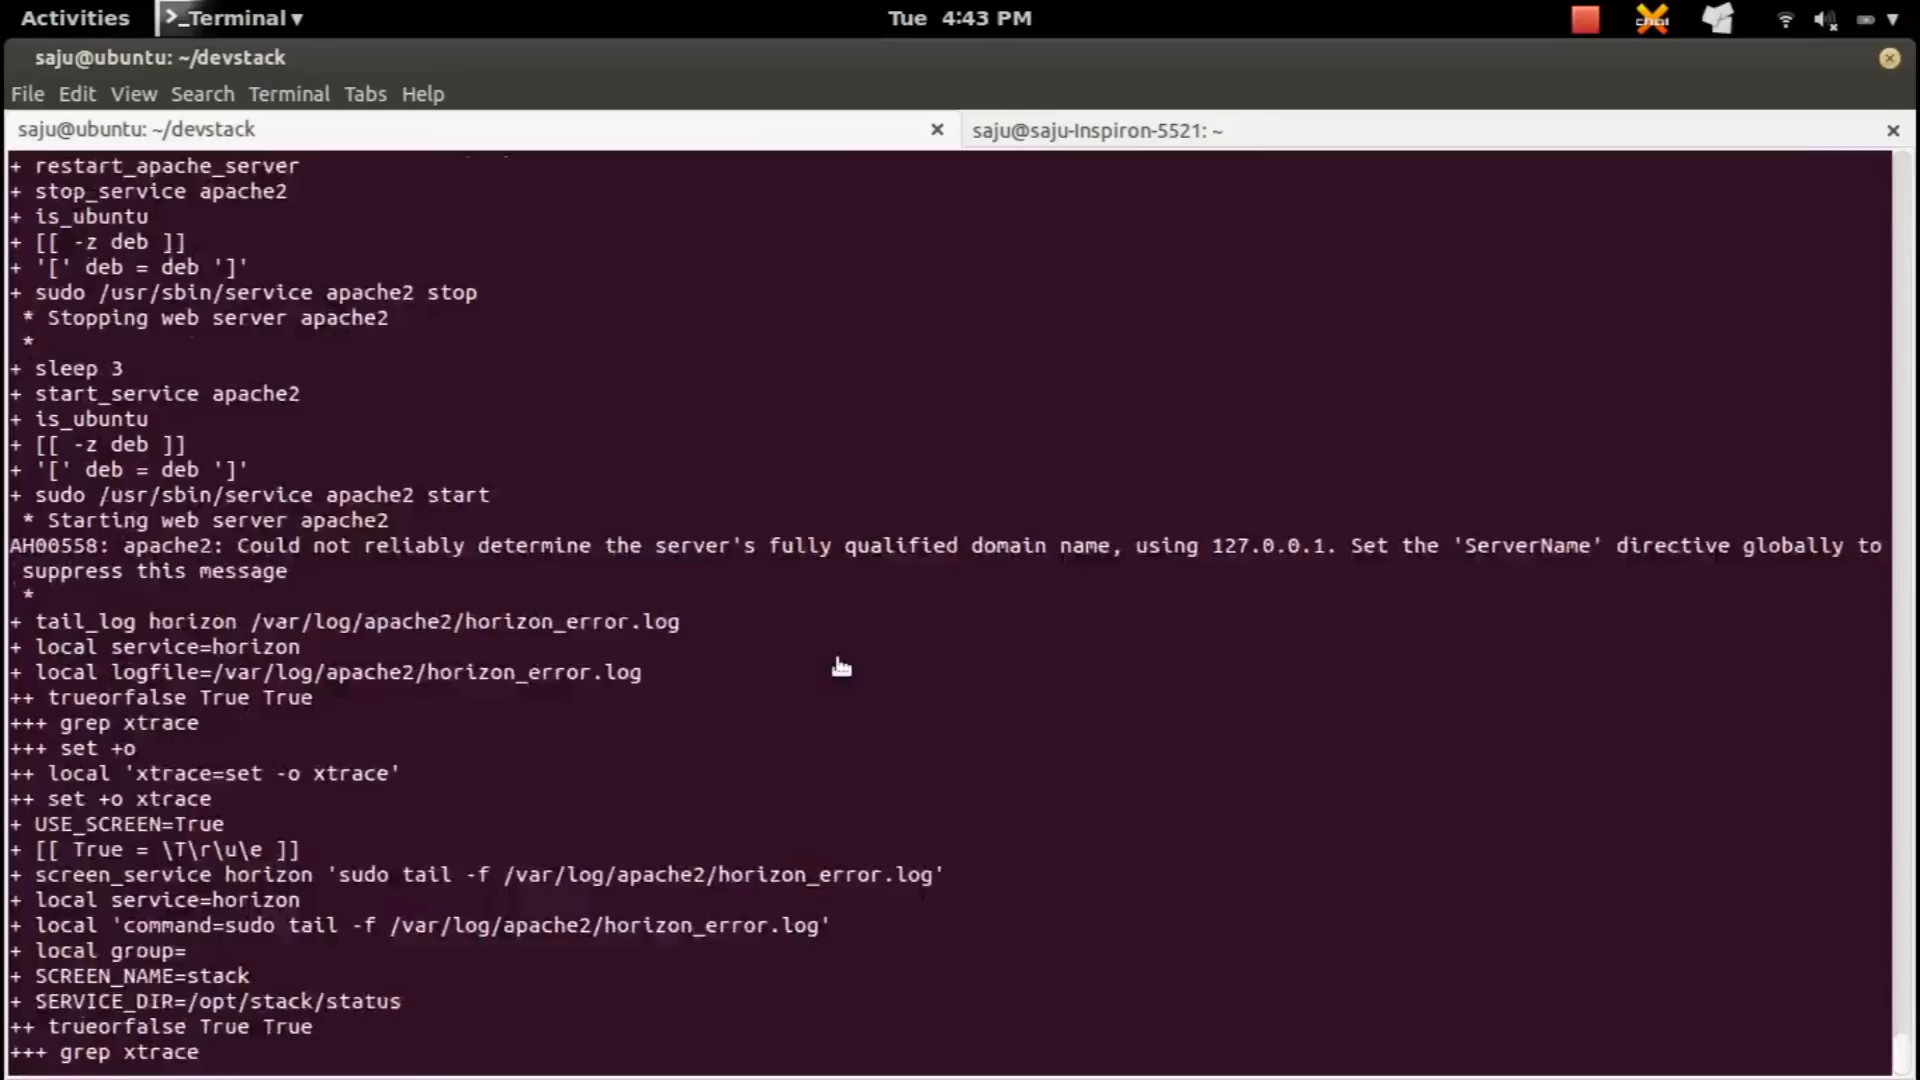 Activities >_Terminal ▾ Tue 4:43 PM
saju@ubuntu: ~/devstack
File Edit View Search Terminal Tabs Help
saju@ubuntu: ~/devstack × saju@saju-Inspiron-5521: ~ ×
+ restart_apache_server
+ stop_service apache2
+ is_ubuntu
+ [[ -z deb ]]
+ '[' deb = deb ']'
+ sudo /usr/sbin/service apache2 stop
 * Stopping web server apache2
 *
+ sleep 3
+ start_service apache2
+ is_ubuntu
+ [[ -z deb ]]
+ '[' deb = deb ']'
+ sudo /usr/sbin/service apache2 start
 * Starting web server apache2
AH00558: apache2: Could not reliably determine the server's fully qualified domain name, using 127.0.0.1. Set the 'ServerName' directive globally to
 suppress this message
 *
+ tail_log horizon /var/log/apache2/horizon_error.log
+ local service=horizon
+ local logfile=/var/log/apache2/horizon_error.log
++ trueorfalse True True
+++ grep xtrace
+++ set +o
++ local 'xtrace=set -o xtrace'
++ set +o xtrace
+ USE_SCREEN=True
+ [[ True = \T\r\u\e ]]
+ screen_service horizon 'sudo tail -f /var/log/apache2/horizon_error.log'
+ local service=horizon
+ local 'command=sudo tail -f /var/log/apache2/horizon_error.log'
+ local group=
+ SCREEN_NAME=stack
+ SERVICE_DIR=/opt/stack/status
++ trueorfalse True True
+++ grep xtrace